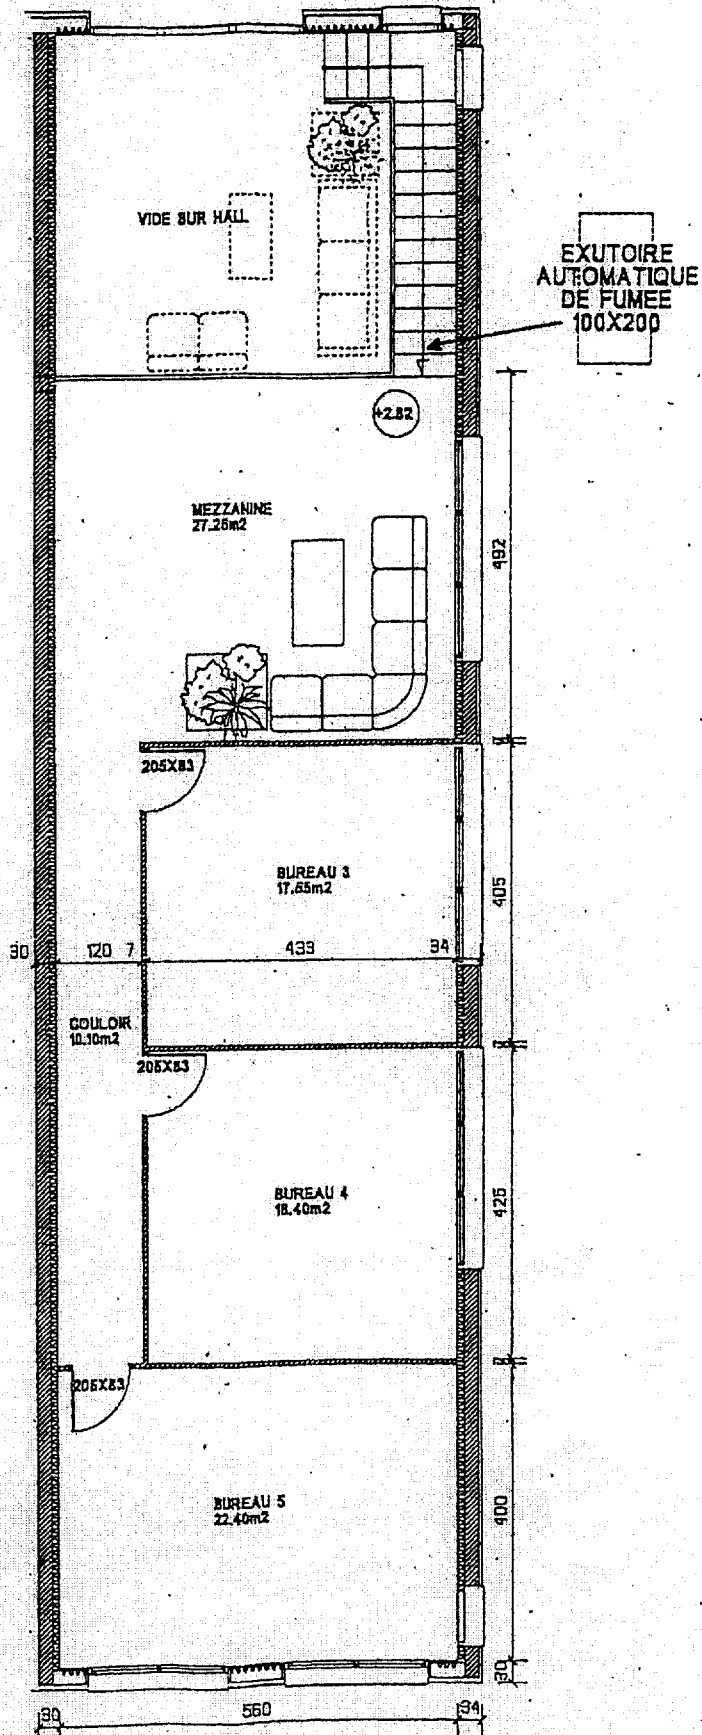 VIDE SUR HALL
EXUTOIRE
AUTOMATIQUE
DE FUMEE
100X200
+2.82
MEZZANINE
27.25m2
492
205X83
BUREAU 3
17.55m2
405
30
120
7
433
34
COULOIR
10.10m2
205X83
BUREAU 4
18.40m2
425
205X83
BUREAU 5
22.40m2
400
30
30
560
34